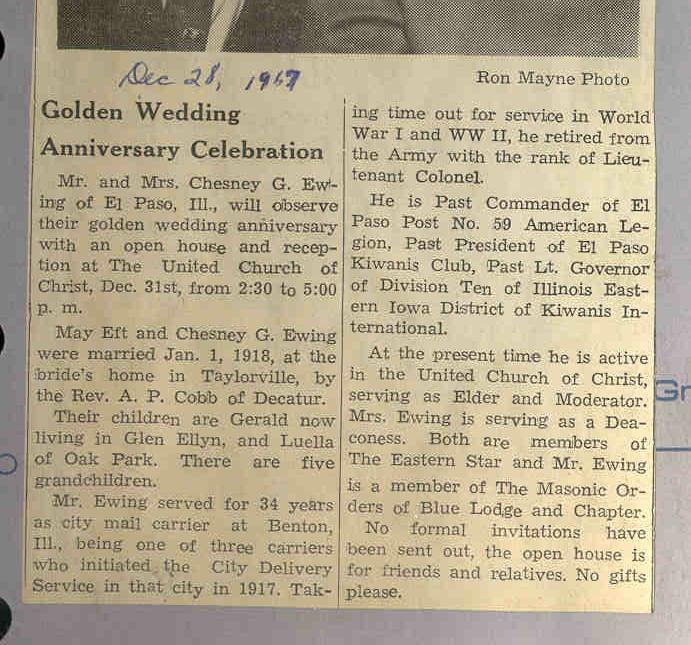 Dec 28, 1967
Ron Mayne Photo
Golden Wedding
Anniversary Celebration
Mr. and Mrs. Chesney G. Ew-
ing of El Paso, Ill., will observe
their golden wedding anniversary
with an open house and recep-
tion at The United Church of
Christ, Dec. 31st, from 2:30 to 5:00
p. m.
May Eft and Chesney G. Ewing
were married Jan. 1, 1918, at the
bride's home in Taylorville, by
the Rev. A. P. Cobb of Decatur.
Their children are Gerald now
living in Glen Ellyn, and Luella
of Oak Park. There are five
grandchildren.
Mr. Ewing served for 34 years
as city mail carrier at Benton,
Ill., being one of three carriers
who initiated the City Delivery
Service in that city in 1917. Tak-
ing time out for service in World
War I and WW II, he retired from
the Army with the rank of Lieu-
tenant Colonel.
He is Past Commander of El
Paso Post No. 59 American Le-
gion, Past President of El Paso
Kiwanis Club, Past Lt. Governor
of Division Ten of Illinois East-
ern Iowa District of Kiwanis In-
ternational.
At the present time he is active
in the United Church of Christ,
serving as Elder and Moderator.
Mrs. Ewing is serving as a Dea-
coness. Both are members of
The Eastern Star and Mr. Ewing
is a member of The Masonic Or-
ders of Blue Lodge and Chapter.
No formal invitations have
been sent out, the open house is
for friends and relatives. No gifts
please.
Gr